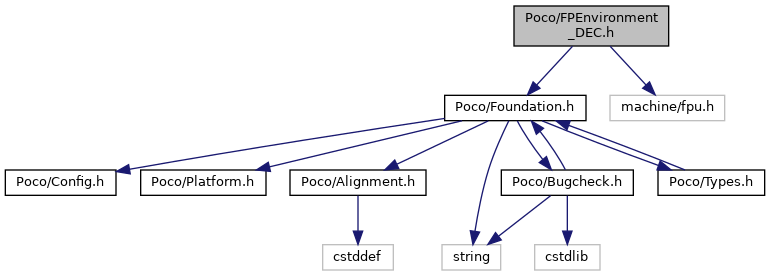 Poco/FPEnvironment
_DEC.h
Poco/Foundation.h
machine/fpu.h
Poco/Config.h
Poco/Platform.h
Poco/Alignment.h
Poco/Bugcheck.h
Poco/Types.h
cstddef
string
cstdlib